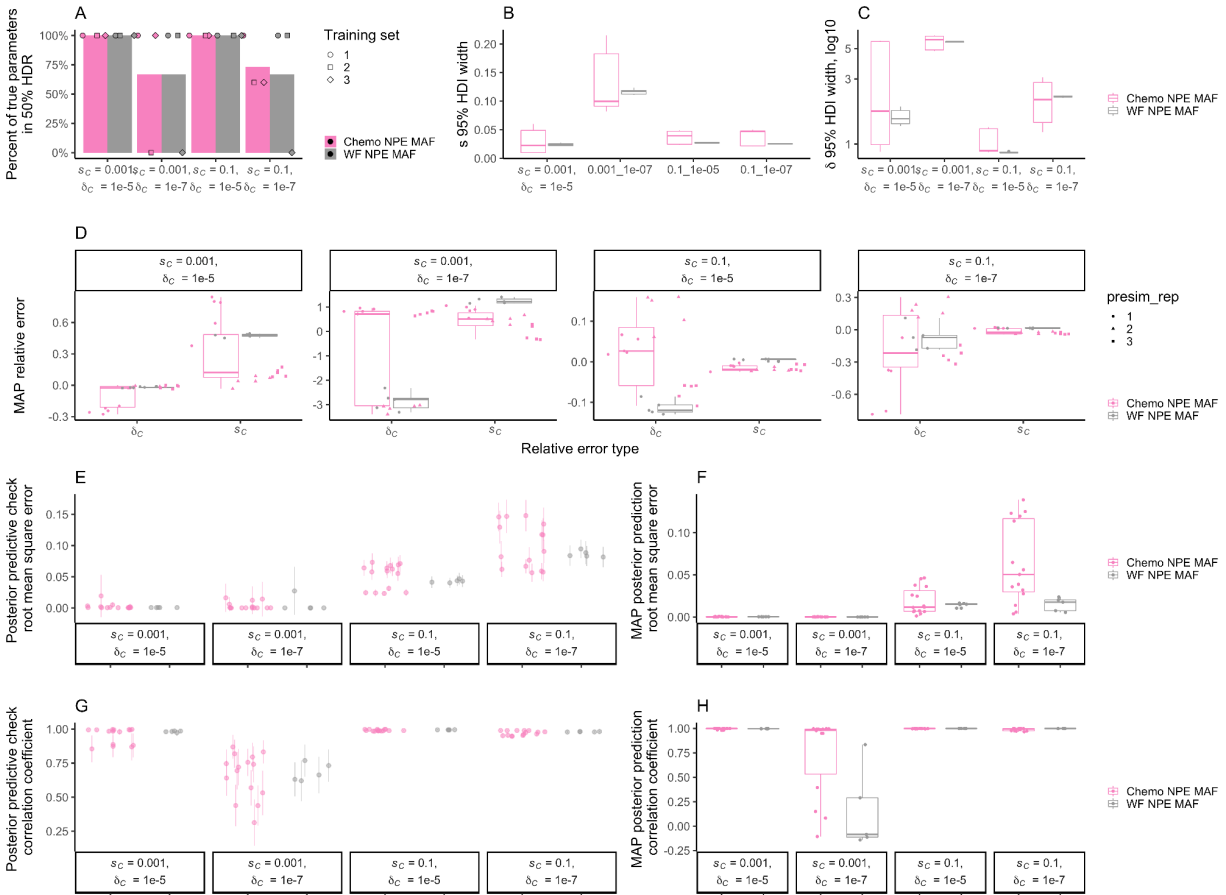 A
Percent of true parameters
in 50% HDR
100%
75%
50%
25%
0%
s_C = 0.001, s_C = 0.001, s_C = 0.1, s_C = 0.1,
δ_C = 1e-5 δ_C = 1e-7 δ_C = 1e-5 δ_C = 1e-7
Training set
1
2
3
Chemo NPE MAF
WF NPE MAF
B
s 95% HDI width
0.20
0.15
0.10
0.05
0.00
s_C = 0.001, 0.001_1e-07 0.1_1e-05 0.1_1e-07
δ_C = 1e-5
C
δ 95% HDI width, log10
5
3
1
s_C = 0.001, s_C = 0.001, s_C = 0.1, s_C = 0.1,
δ_C = 1e-5 δ_C = 1e-7 δ_C = 1e-5 δ_C = 1e-7
Chemo NPE MAF
WF NPE MAF
D
MAP relative error
s_C = 0.001,
δ_C = 1e-5
0.6
0.3
0.0
-0.3
δ_C s_C
s_C = 0.001,
δ_C = 1e-7
1
0
-1
-2
-3
δ_C s_C
s_C = 0.1,
δ_C = 1e-5
0.1
0.0
-0.1
δ_C s_C
s_C = 0.1,
δ_C = 1e-7
0.3
0.0
-0.3
-0.6
δ_C s_C
Relative error type
presim_rep
1
2
3
Chemo NPE MAF
WF NPE MAF
E
Posterior predictive check
root mean square error
0.15
0.10
0.05
0.00
s_C = 0.001, s_C = 0.001, s_C = 0.1, s_C = 0.1,
δ_C = 1e-5 δ_C = 1e-7 δ_C = 1e-5 δ_C = 1e-7
F
MAP posterior prediction
root mean square error
0.10
0.05
0.00
s_C = 0.001, s_C = 0.001, s_C = 0.1, s_C = 0.1,
δ_C = 1e-5 δ_C = 1e-7 δ_C = 1e-5 δ_C = 1e-7
Chemo NPE MAF
WF NPE MAF
G
Posterior predictive check
correlation coefficient
1.00
0.75
0.50
0.25
s_C = 0.001, s_C = 0.001, s_C = 0.1, s_C = 0.1,
δ_C = 1e-5 δ_C = 1e-7 δ_C = 1e-5 δ_C = 1e-7
H
MAP posterior prediction
correlation coefficient
1.00
0.75
0.50
0.25
0.00
-0.25
s_C = 0.001, s_C = 0.001, s_C = 0.1, s_C = 0.1,
δ_C = 1e-5 δ_C = 1e-7 δ_C = 1e-5 δ_C = 1e-7
Chemo NPE MAF
WF NPE MAF